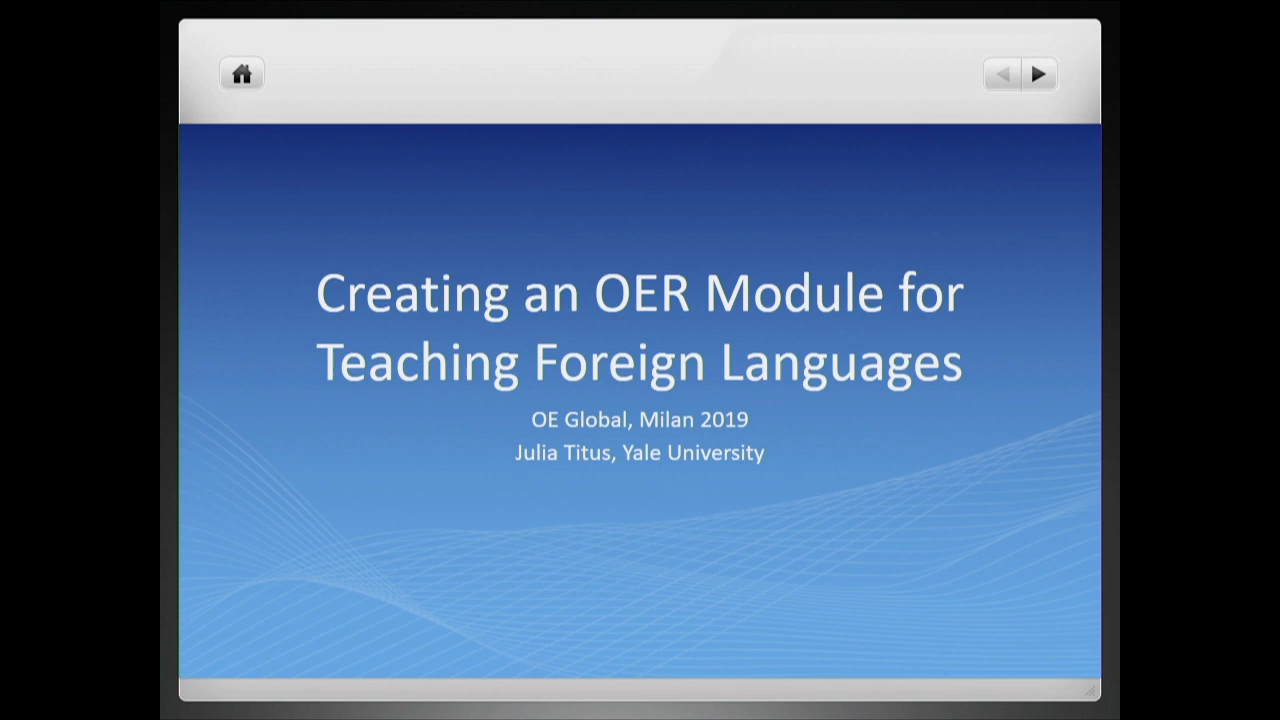 Creating an OER Module for
Teaching Foreign Languages
OE Global, Milan 2019
Julia Titus, Yale University